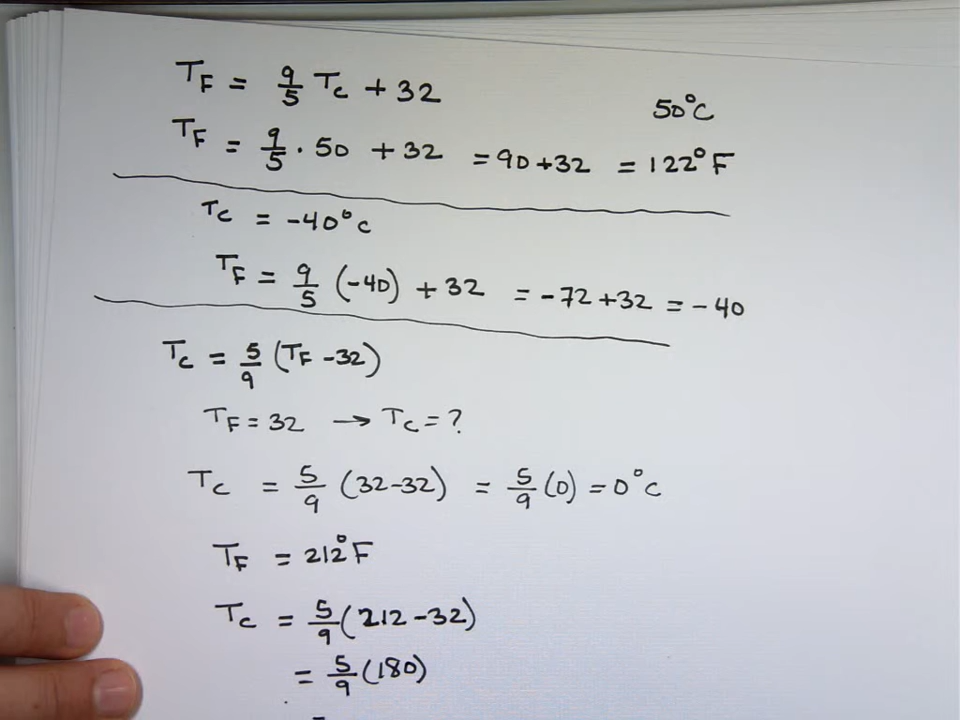 T_F = 9/5 T_C + 32
50°C
T_F = 9/5 · 50 + 32 = 90 + 32 = 122°F
T_C = -40°C
T_F = 9/5 (-40) + 32 = -72 + 32 = -40
T_C = 5/9 (T_F - 32)
T_F = 32 → T_C = ?
T_C = 5/9 (32-32) = 5/9 (0) = 0°C
T_F = 212°F
T_C = 5/9 (212 - 32)
= 5/9 (180)
=